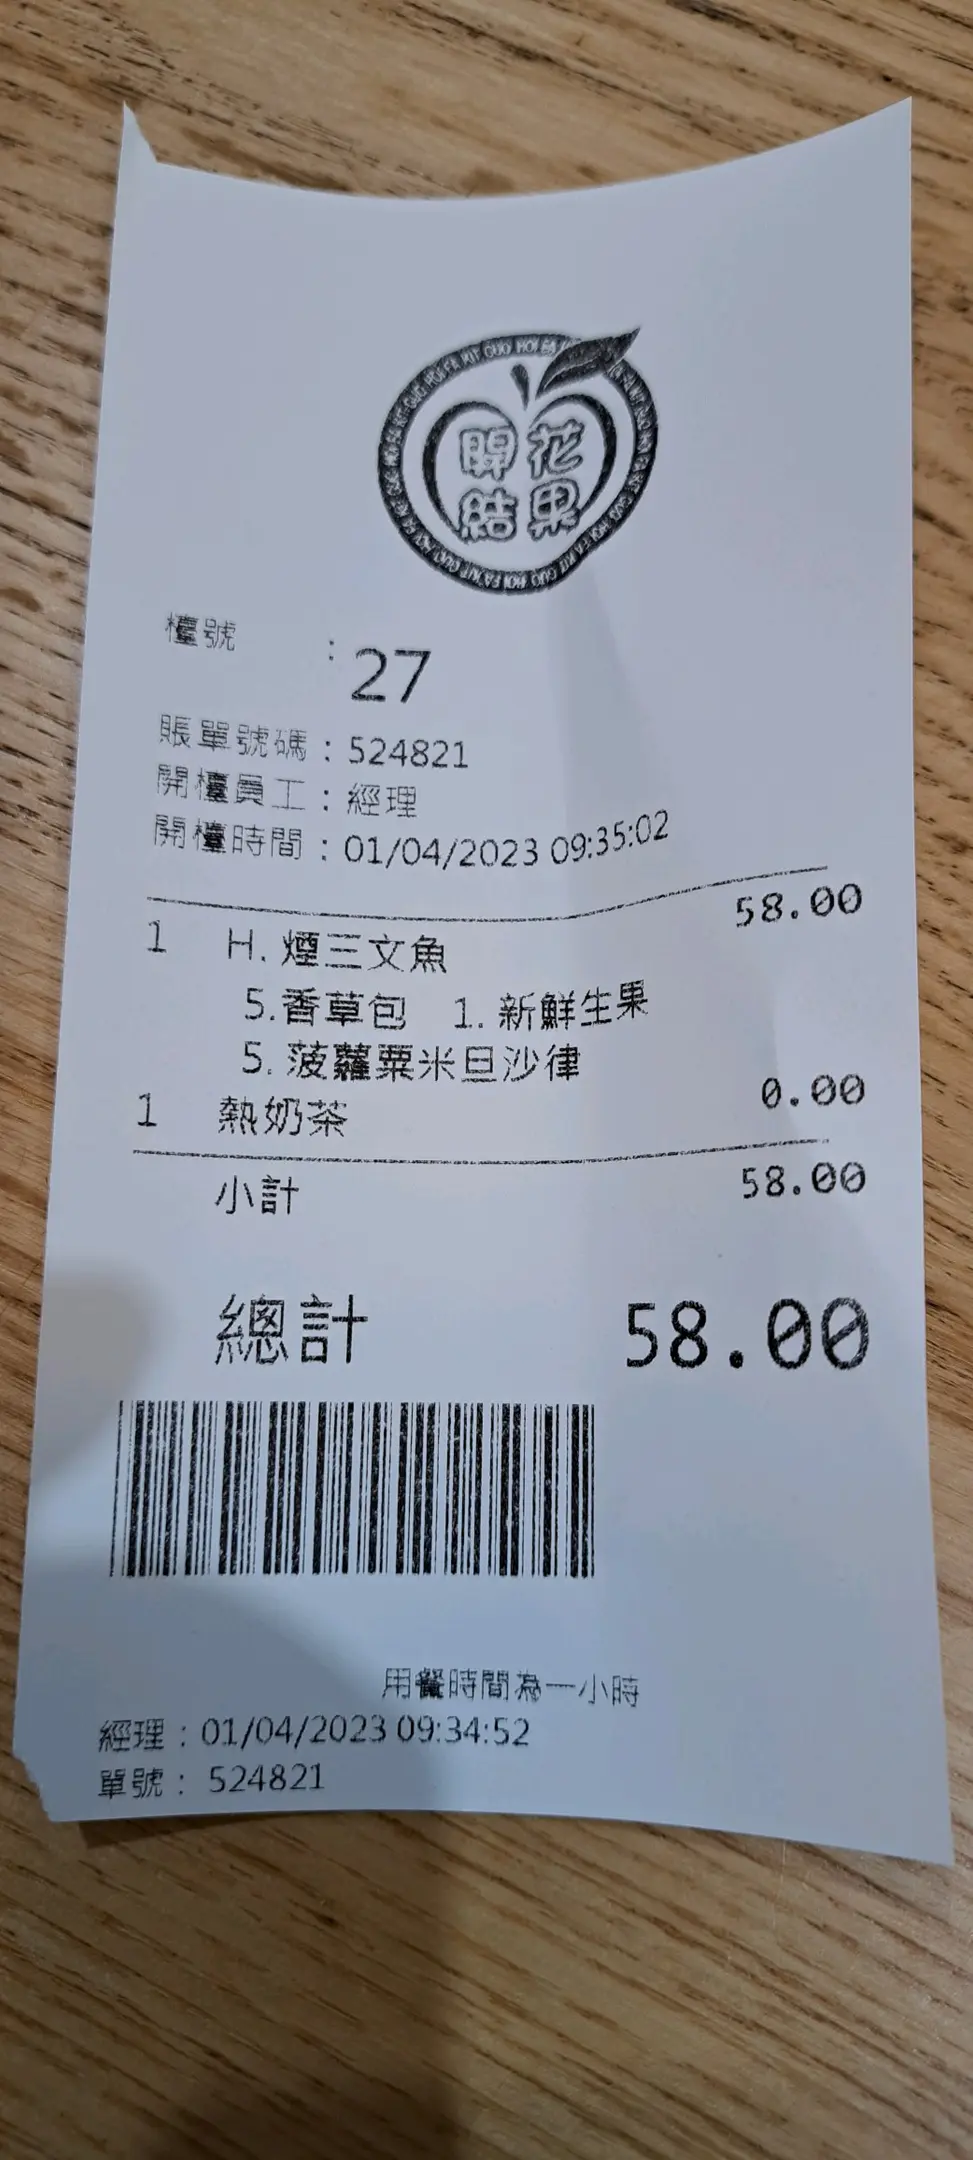 開花
結果
檯號 : 27
賬單號碼 : 524821
開檯員工 : 經理
開檯時間 : 01/04/2023 09:35:02
1 H. 煙三文魚 58.00
5.香草包 1. 新鮮生果
5. 菠蘿粟米旦沙律
1 熱奶茶 0.00
小計 58.00
總計 58.00
用餐時間為一小時
經理 : 01/04/2023 09:34:52
單號 : 524821